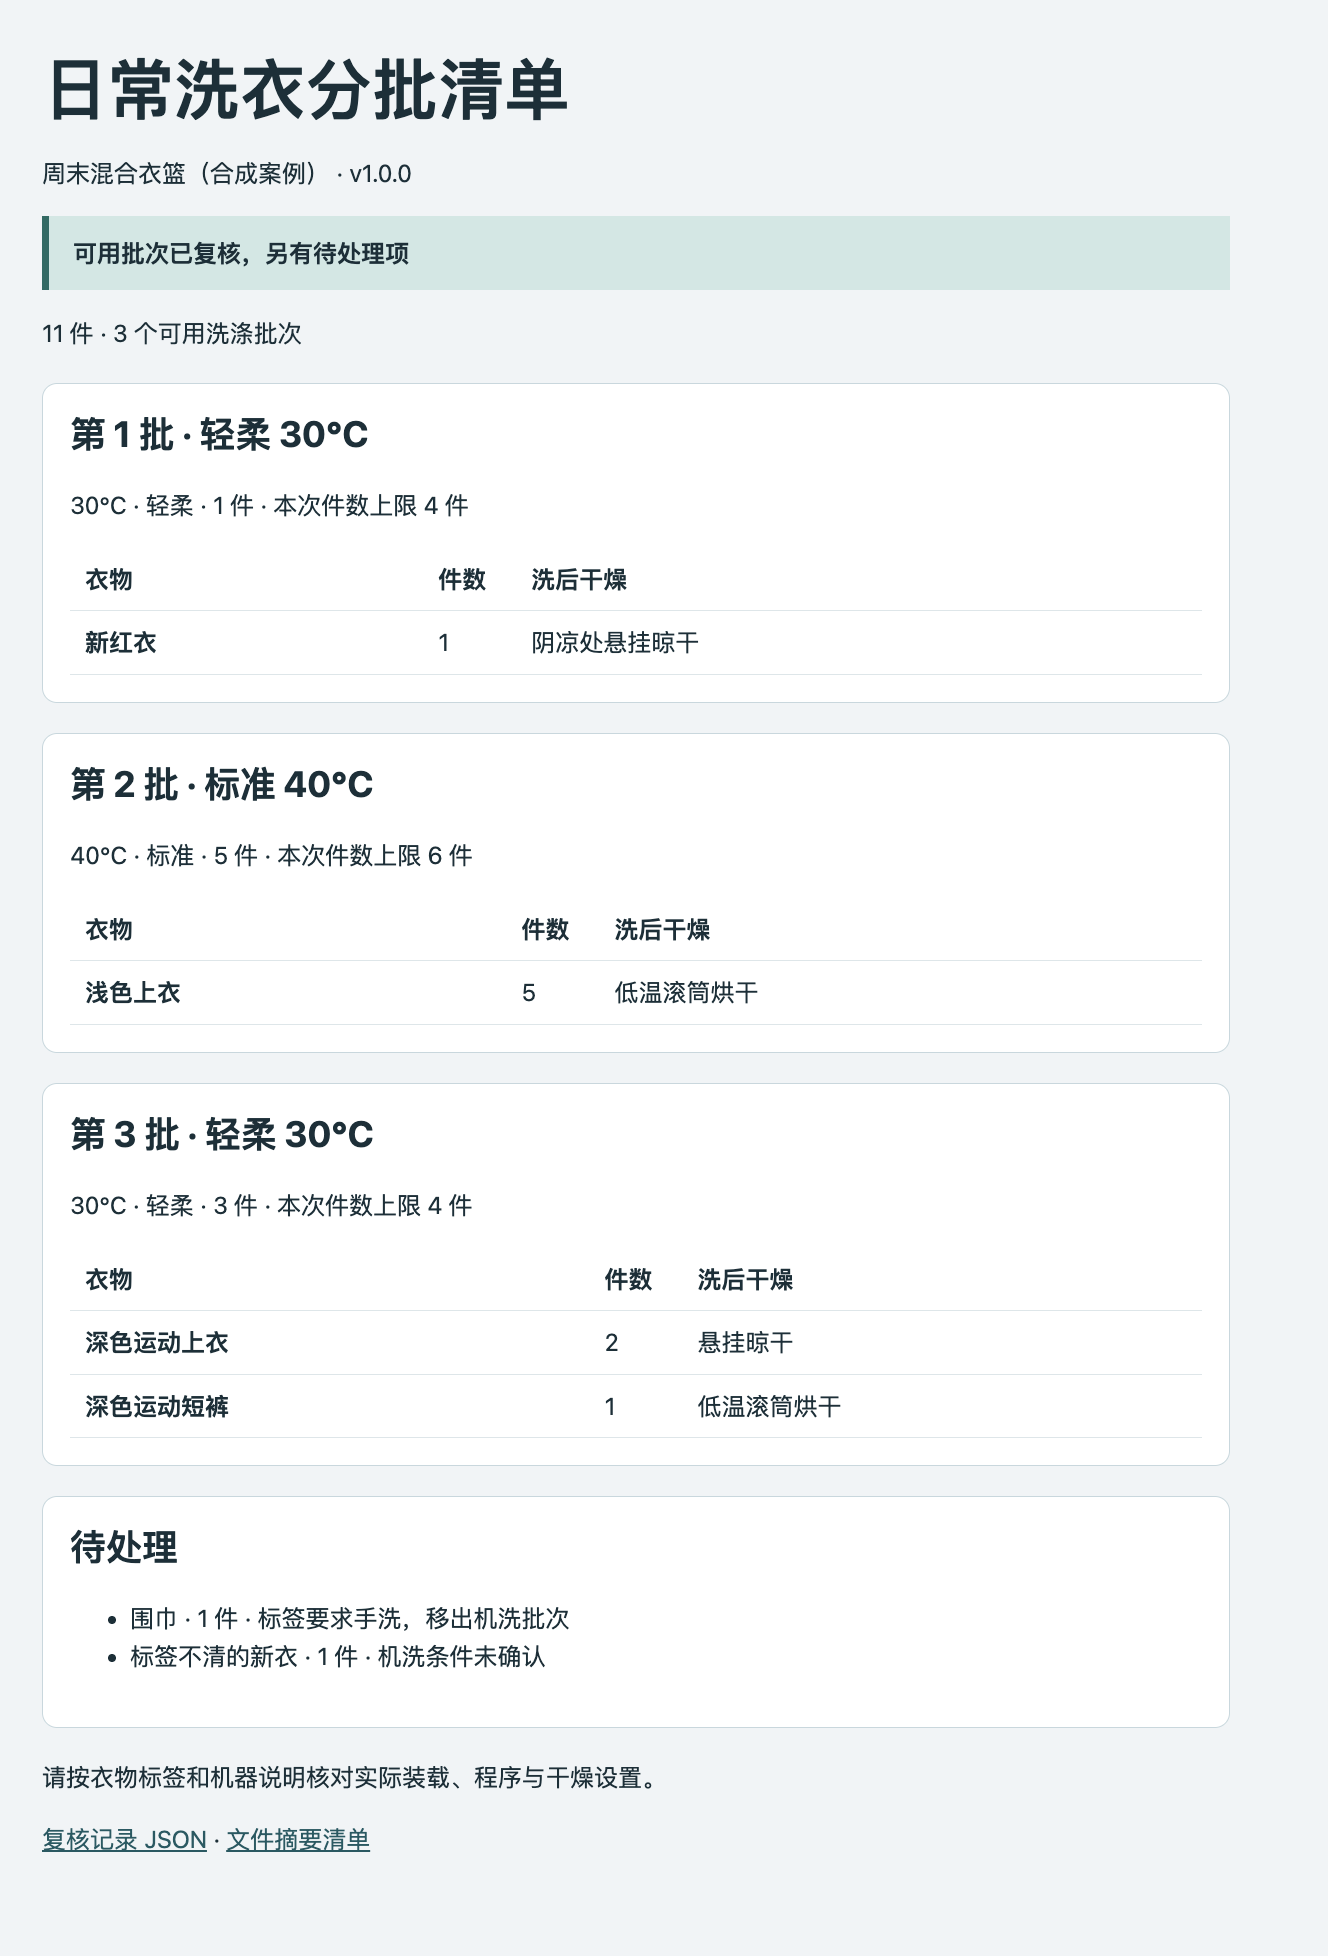 日常洗衣分批清单
周末混合衣篮（合成案例） · v1.0.0
可用批次已复核，另有待处理项
11 件 · 3 个可用洗涤批次
第 1 批 · 轻柔 30°C
30°C · 轻柔 · 1 件 · 本次件数上限 4 件
衣物 件数 洗后干燥
新红衣 1 阴凉处悬挂晾干
第 2 批 · 标准 40°C
40°C · 标准 · 5 件 · 本次件数上限 6 件
衣物 件数 洗后干燥
浅色上衣 5 低温滚筒烘干
第 3 批 · 轻柔 30°C
30°C · 轻柔 · 3 件 · 本次件数上限 4 件
衣物 件数 洗后干燥
深色运动上衣 2 悬挂晾干
深色运动短裤 1 低温滚筒烘干
待处理
• 围巾 · 1 件 · 标签要求手洗，移出机洗批次
• 标签不清的新衣 · 1 件 · 机洗条件未确认
请按衣物标签和机器说明核对实际装载、程序与干燥设置。
复核记录 JSON · 文件摘要清单